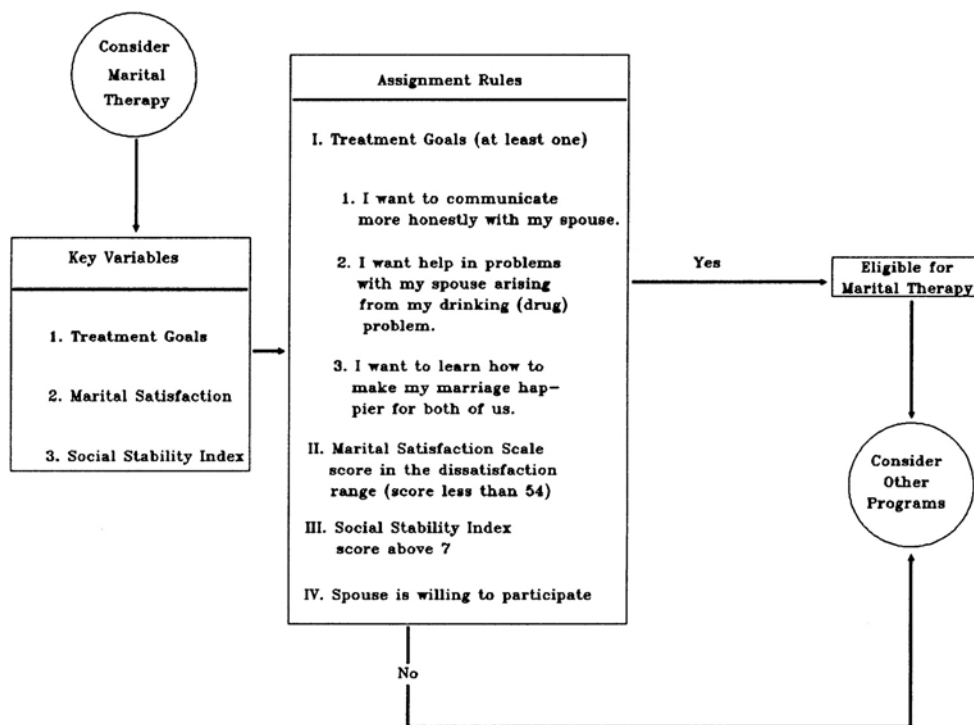 Consider
Marital
Therapy
Key Variables
1. Treatment Goals
2. Marital Satisfaction
3. Social Stability Index
Assignment Rules
I. Treatment Goals (at least one)
1. I want to communicate
more honestly with my spouse.
2. I want help in problems
with my spouse arising
from my drinking (drug)
problem.
3. I want to learn how to
make my marriage hap-
pier for both of us.
II. Marital Satisfaction Scale
score in the dissatisfaction
range (score less than 54)
III. Social Stability Index
score above 7
IV. Spouse is willing to participate
Yes
No
Eligible for
Marital Therapy
Consider
Other
Programs